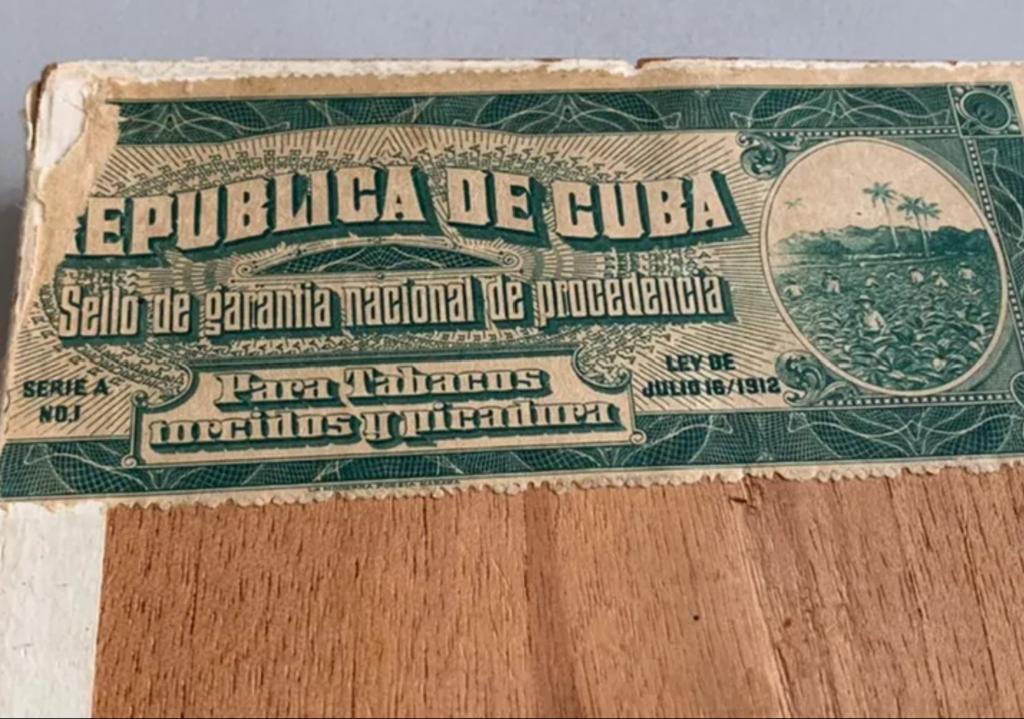 EPUBLICA DE CUBA
Sello de garantia nacional de procedencia
Para Tabacos
torcidos y picadura
SERIE A
NO.1
LEY DE
JULIO 16/1912